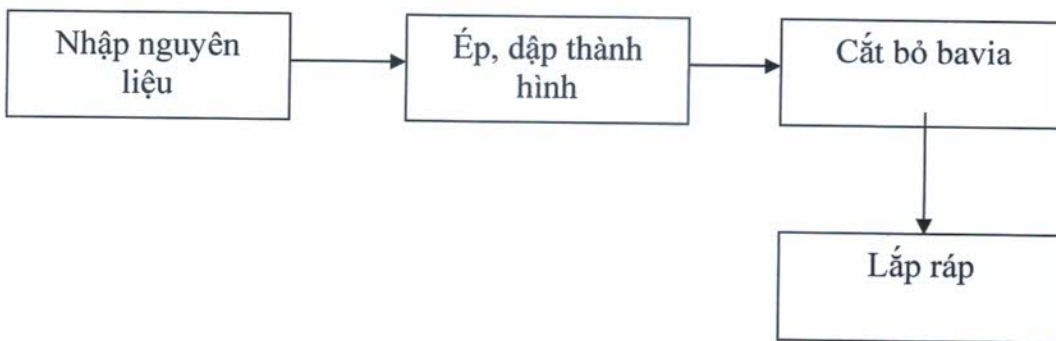 Nhập nguyên
liệu
Ép, dập thành
hình
Cắt bỏ bavia
Lắp ráp